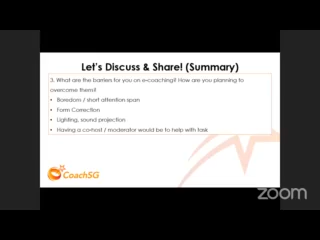 Let's Discuss & Share! (Summary)
3. What are the barriers for you on e-coaching? How are you planning to
overcome them?
• Boredom / short attention span
• Form Correction
• Lighting, sound projection
• Having a co-host / moderator would be to help with task
CoachSG
zoom